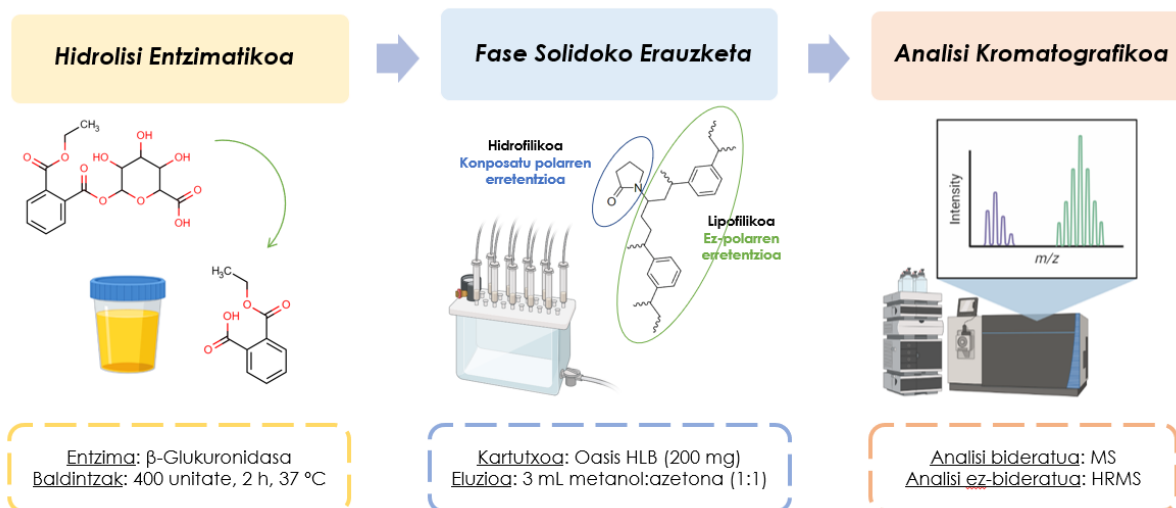 Hidrolisi Entzimatikoa
Fase Solidoko Erauzketa
Analisi Kromatografikoa
CH₃
O
O
O
O
O
OH
OH
OH
O
O
OH
H₃C
O
O
OH
O
Hidrofilikoa
Konposatu polarren
erretentzioa
N
O
Lipofilikoa
Ez-polarren
erretentzioa
Intensity
m/z
Entzima: β-Glukuronidasa
Baldintzak: 400 unitate, 2 h, 37 ºC
Kartutxoa: Oasis HLB (200 mg)
Eluzioa: 3 mL metanol:azetona (1:1)
Analisi bideratua: MS
Analisi ez-bideratua: HRMS